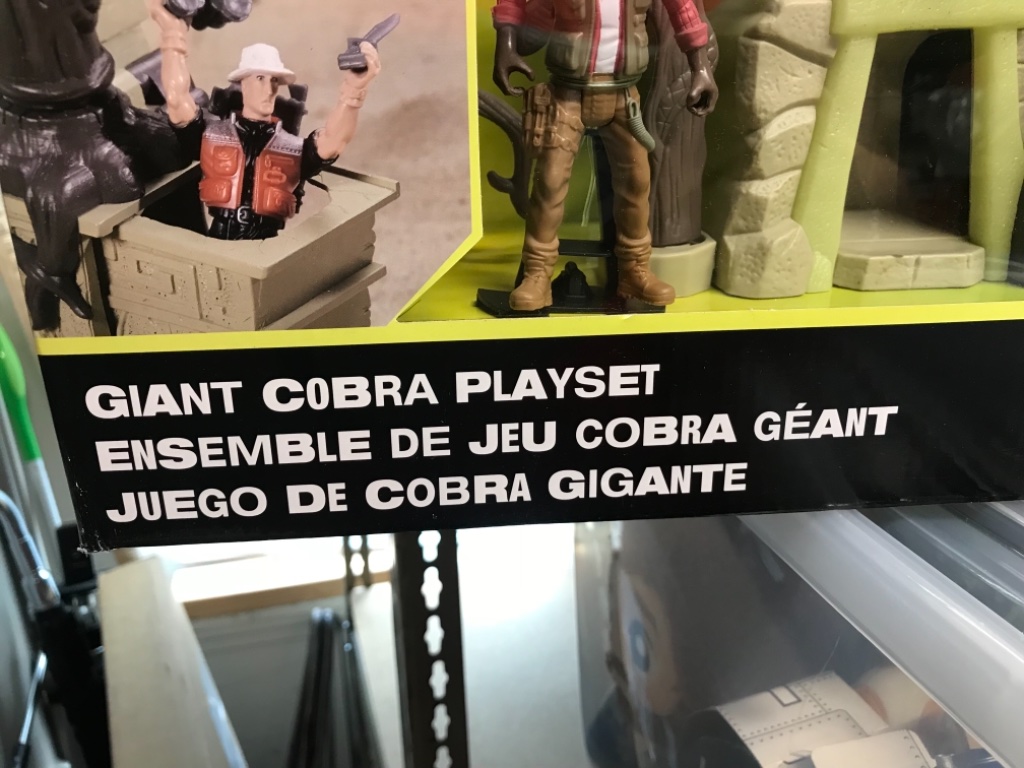 GIANT COBRA PLAYSET
ENSEMBLE DE JEU COBRA GÉANT
JUEGO DE COBRA GIGANTE